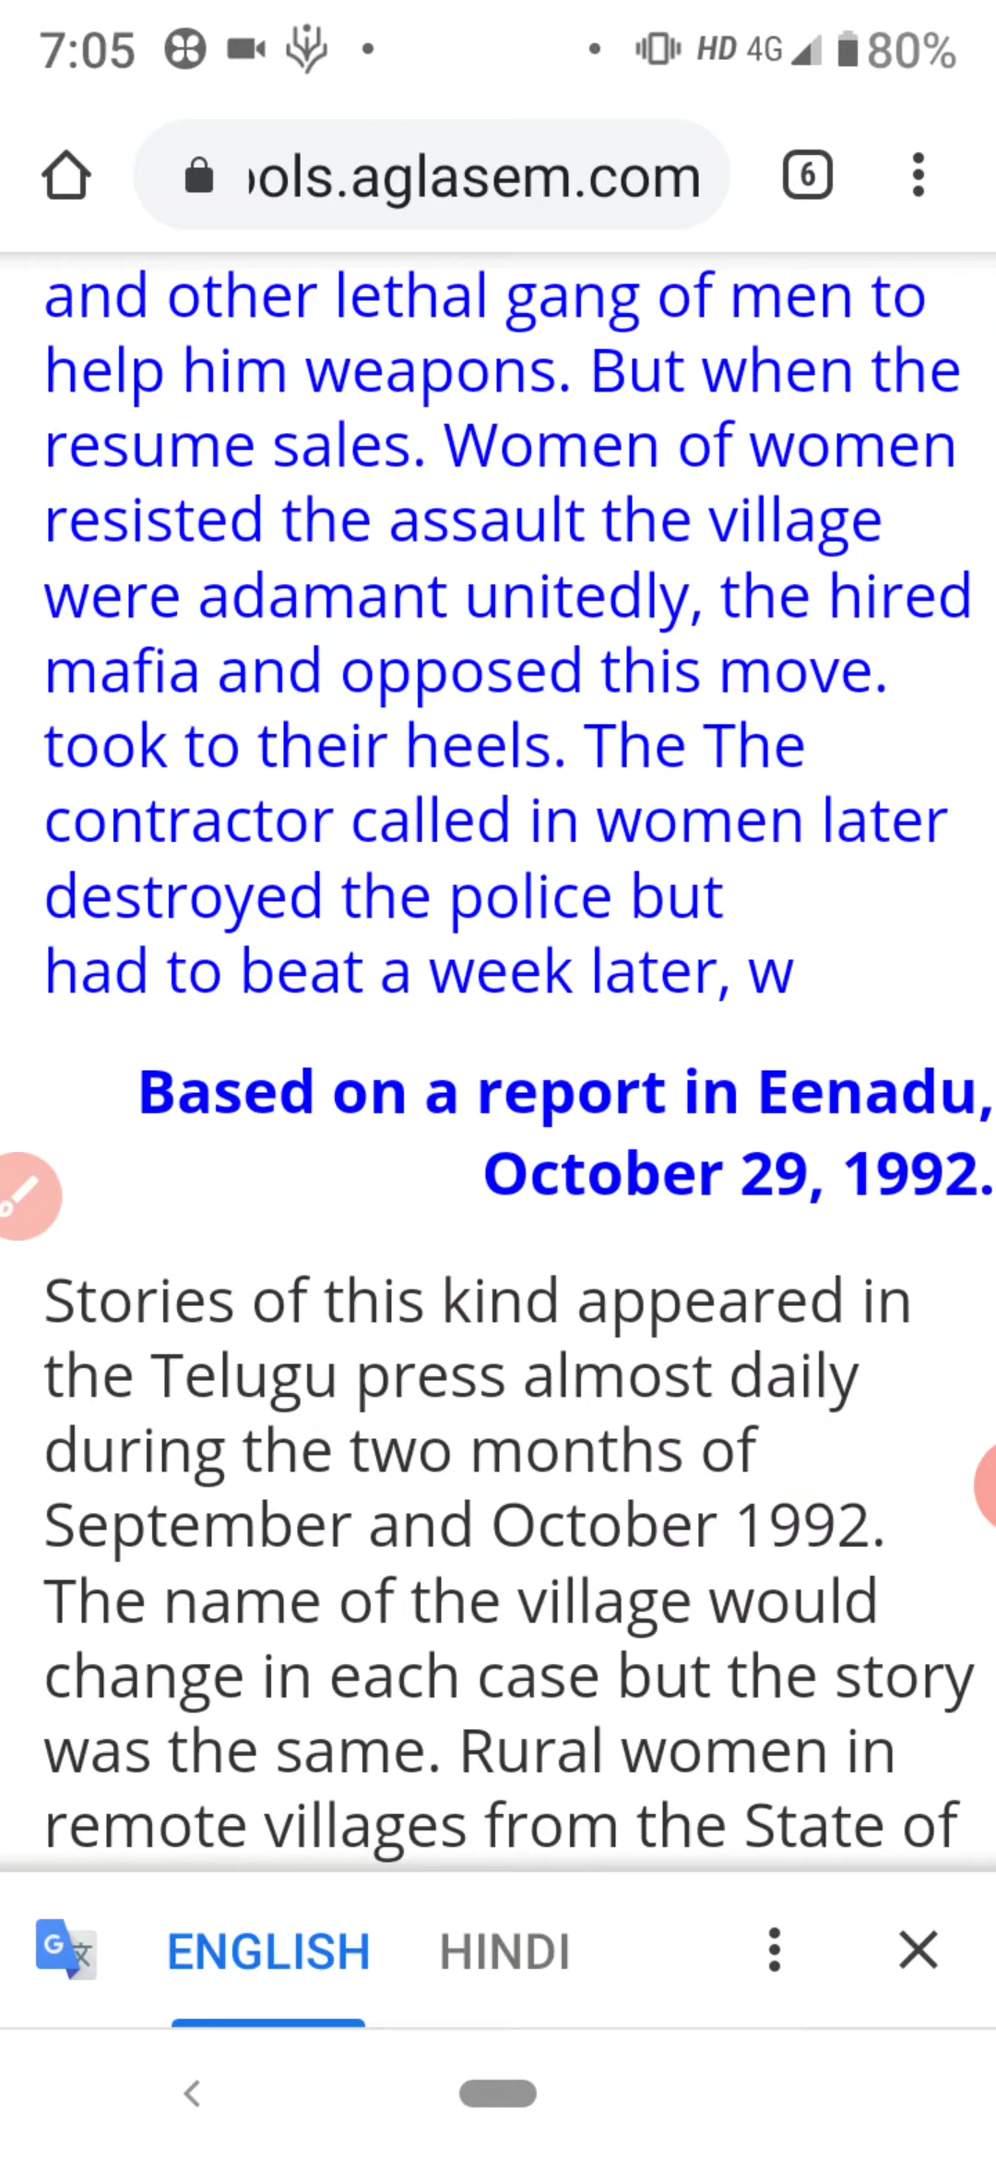 7:05 HD 4G 80%
ols.aglasem.com 6
and other lethal gang of men to
help him weapons. But when the
resume sales. Women of women
resisted the assault the village
were adamant unitedly, the hired
mafia and opposed this move.
took to their heels. The The
contractor called in women later
destroyed the police but
had to beat a week later, w
Based on a report in Eenadu,
October 29, 1992.
Stories of this kind appeared in
the Telugu press almost daily
during the two months of
September and October 1992.
The name of the village would
change in each case but the story
was the same. Rural women in
remote villages from the State of
G 文 ENGLISH HINDI